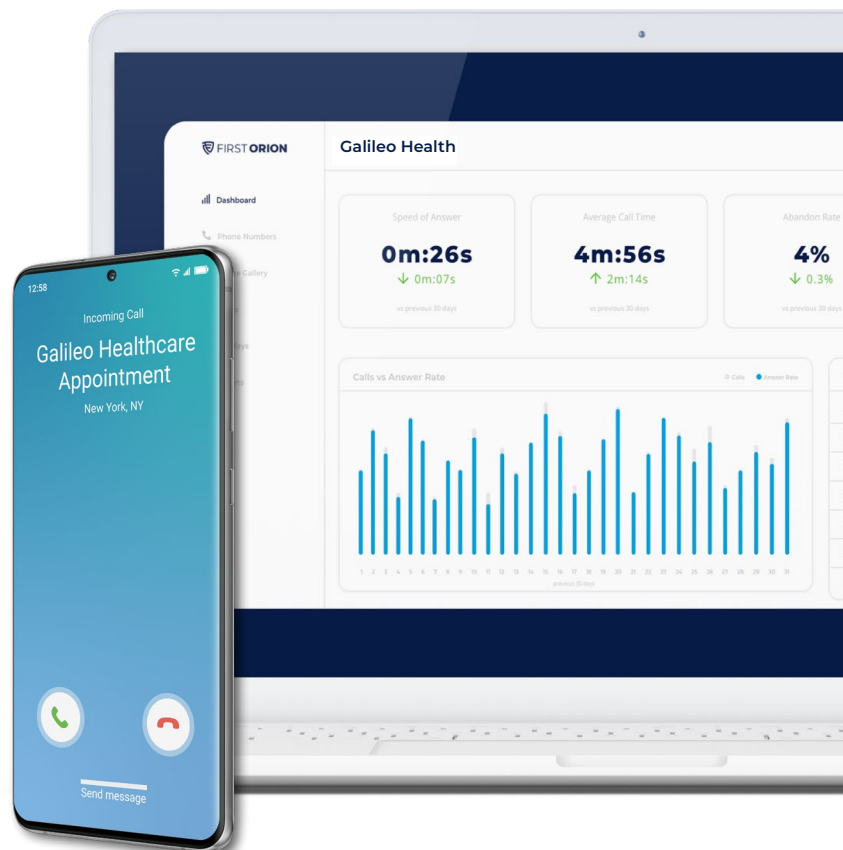 FIRST ORION
Galileo Health
Dashboard
Phone Numbers
Gallery
Speed of Answer
0m:26s
0m:07s
vs previous 30 days
Average Call Time
4m:56s
2m:14s
vs previous 30 days
Abandon Rate
4%
0.3%
vs previous 30 days
Calls vs Answer Rate
Calls
Answer Rate
1 2 3 4 5 6 7 8 9 10 11 12 13 14 15 16 17 18 19 20 21 22 23 24 25 26 27 28 29 30 31
previous 30 days
12:58
Incoming Call
Galileo Healthcare
Appointment
New York, NY
Send message